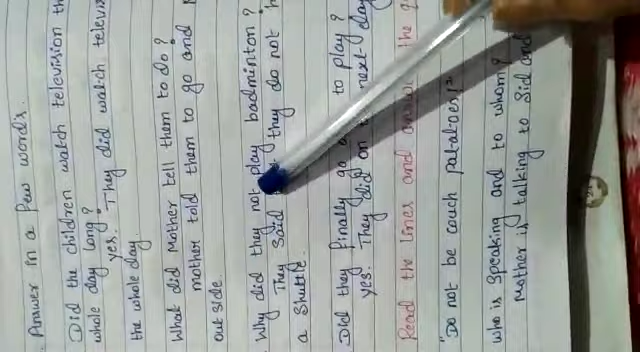 Answer in a few words.
Did the children watch television
whole day long?
yes. They did watch
the whole day.
What did Mother tell them to do?
mother told them to go and
out side.
Why did they not play badminton?
They Said they do not
a Shuttle.
Did they finally go to play?
yes. They did on next day
Read the lines and answer the
"Do not be couch patatoes!"
who is speaking and to whom?
Mother is talking to Sid and